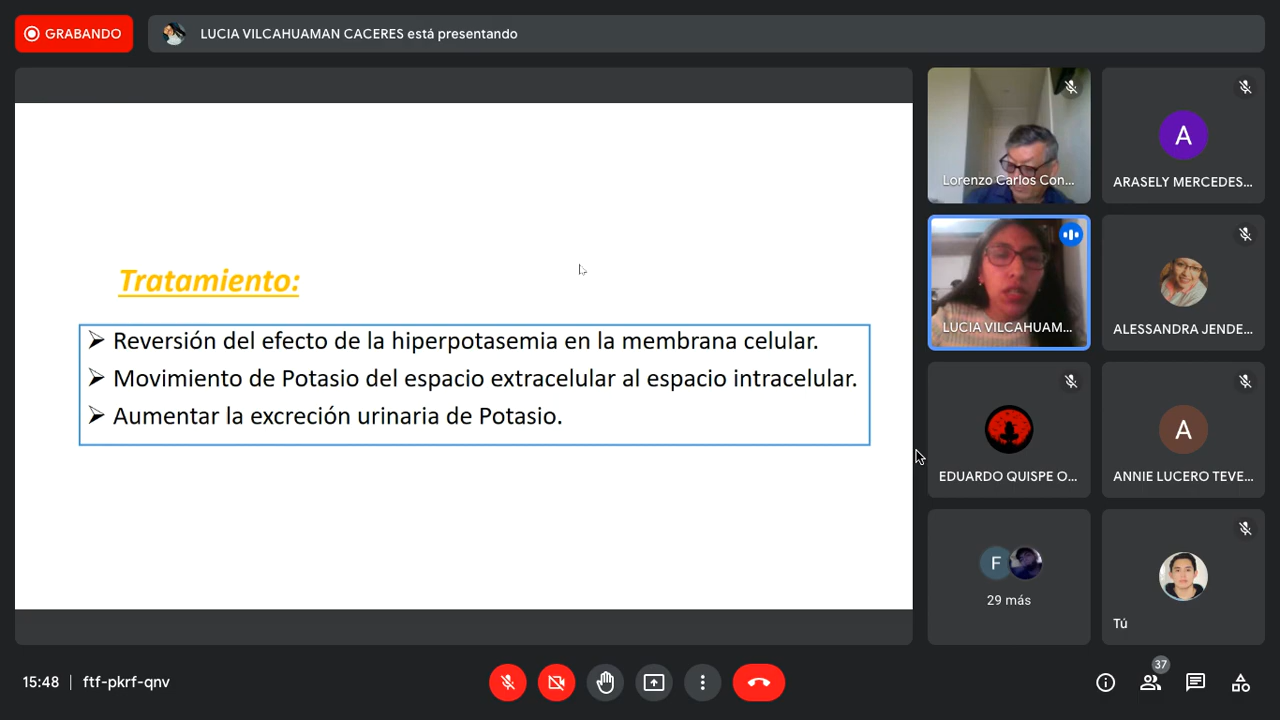 GRABANDO
LUCIA VILCAHUAMAN CACERES está presentando
Tratamiento:
Reversión del efecto de la hiperpotasemia en la membrana celular.
Movimiento de Potasio del espacio extracelular al espacio intracelular.
Aumentar la excreción urinaria de Potasio.
Lorenzo Carlos Con...
A
ARASELY MERCEDES...
LUCIA VILCAHUAM...
ALESSANDRA JENDE...
EDUARDO QUISPE O...
A
ANNIE LUCERO TEVE...
F
29 más
Tú
15:48 | ftf-pkrf-qnv
37